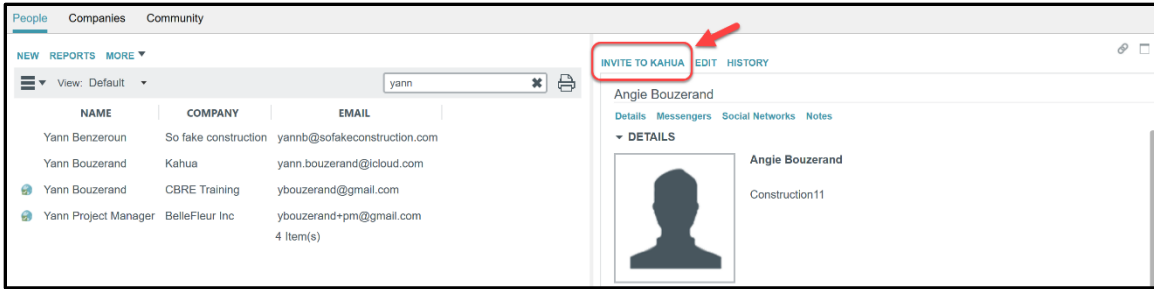 People Companies Community
NEW REPORTS MORE
View: Default
yann
NAME COMPANY EMAIL
Yann Benzeroun So fake construction yannb@sofakeconstruction.com
Yann Bouzerand Kahua yann.bouzerand@icloud.com
Yann Bouzerand CBRE Training ybouzerand@gmail.com
Yann Project Manager BelleFleur Inc ybouzerand+pm@gmail.com
4 Item(s)
INVITE TO KAHUA EDIT HISTORY
Angie Bouzerand
Details Messengers Social Networks Notes
DETAILS
Angie Bouzerand
Construction11